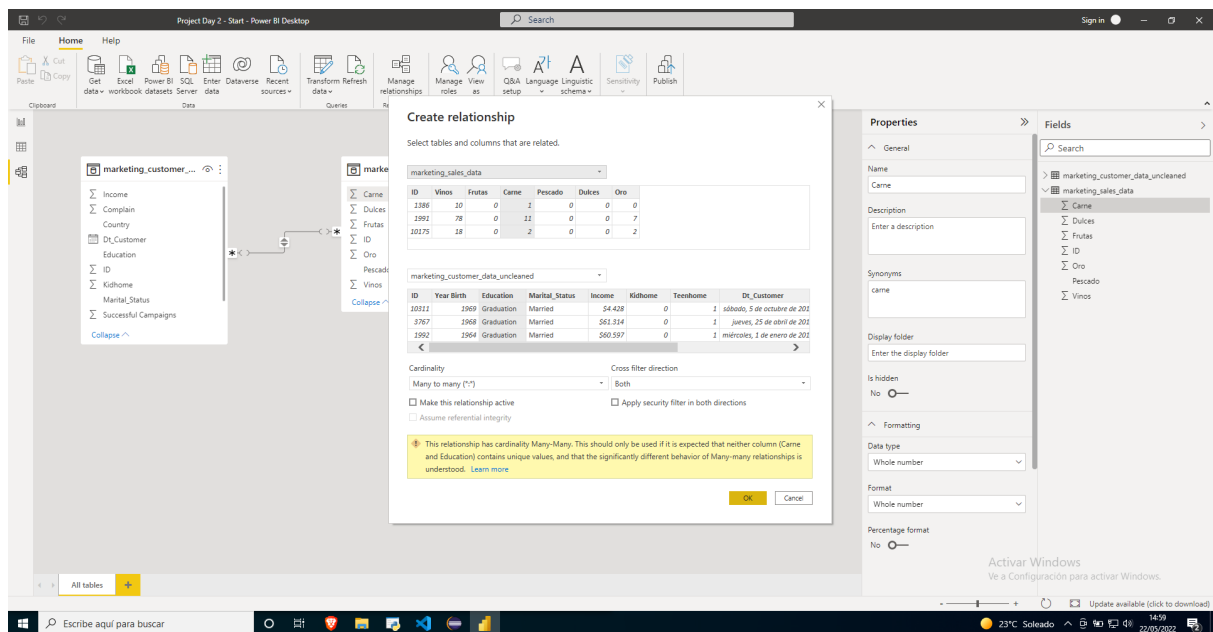 Project Day 2 - Start - Power BI Desktop
Search
Sign in
File Home Help
Paste
Cut
Copy
Get data
Excel workbook
Power BI datasets
SQL Server
Enter data
Dataverse
Recent sources
Transform data
Refresh
Manage relationships
Manage roles
View as
Q&A setup
Language
Linguistic schema
Sensitivity
Publish
Clipboard
Data
Queries
marketing_customer_...
Income
Complain
Country
Dt_Customer
Education
ID
Kidhome
Marital_Status
Successful Campaigns
Collapse
marke
Carne
Dulces
Frutas
ID
Oro
Pescado
Vinos
Collapse
Create relationship
Select tables and columns that are related.
marketing_sales_data
ID Vinos Frutas Carne Pescado Dulces Oro
1386 10 0 1 0 0 0
1991 78 0 11 0 0 7
10175 18 0 2 0 0 2
marketing_customer_data_uncleaned
ID Year Birth Education Marital_Status Income Kidhome Teenhome Dt_Customer
10311 1969 Graduation Married $4.428 0 1 sábado, 5 de octubre de 201
3767 1968 Graduation Married $61.314 0 1 jueves, 25 de abril de 201
1992 1964 Graduation Married $60.597 0 1 miércoles, 1 de enero de 201
Cardinality
Many to many (*:*)
Cross filter direction
Both
Make this relationship active
Apply security filter in both directions
Assume referential integrity
This relationship has cardinality Many-Many. This should only be used if it is expected that neither column (Carne
and Education) contains unique values, and that the significantly different behavior of Many-many relationships is
understood. Learn more
OK
Cancel
Properties
General
Name
Carne
Description
Enter a description
Synonyms
carne
Display folder
Enter the display folder
Is hidden
No
Formatting
Data type
Whole number
Format
Whole number
Percentage format
No
Fields
Search
marketing_customer_data_uncleaned
marketing_sales_data
Carne
Dulces
Frutas
ID
Oro
Pescado
Vinos
Activar Windows
Ve a Configuración para activar Windows.
All tables
Update available (click to download)
Escribe aquí para buscar
23°C Soleado
14:59
22/05/2022